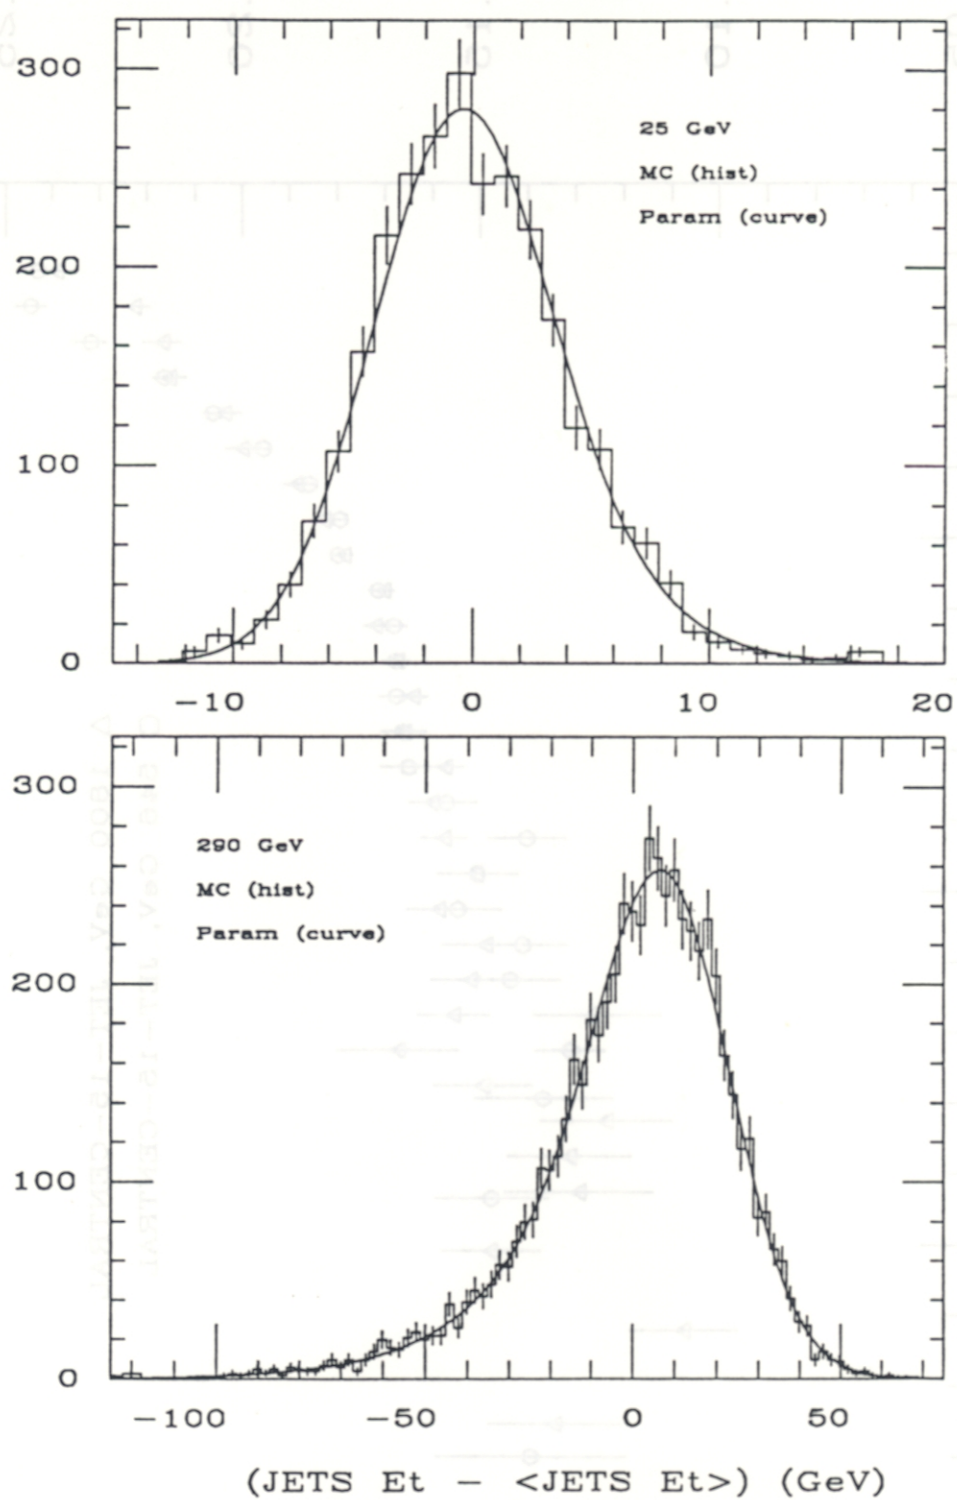 300
25 GeV
MC (hist)
Param (curve)
200
100
0
-10 0 10 20
300
290 GeV
MC (hist)
Param (curve)
200
100
0
-100 -50 0 50
(JETS Et - <JETS Et>) (GeV)